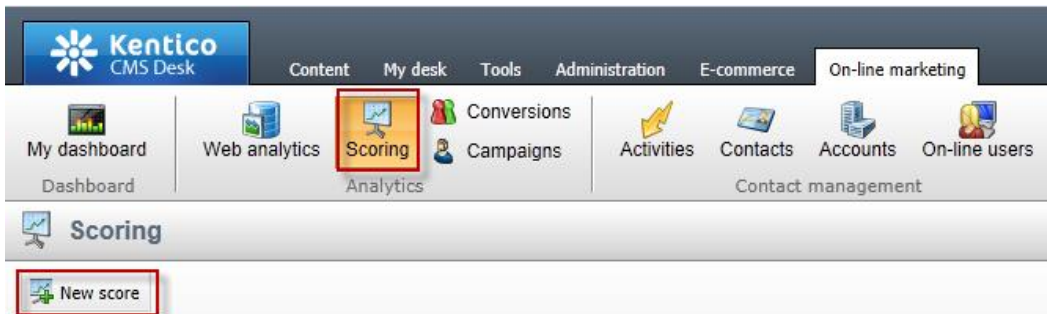 Kentico
CMS Desk
Content My desk Tools Administration E-commerce On-line marketing
Conversions
My dashboard Web analytics Scoring Campaigns Activities Contacts Accounts On-line users
Dashboard Analytics Contact management
Scoring
New score